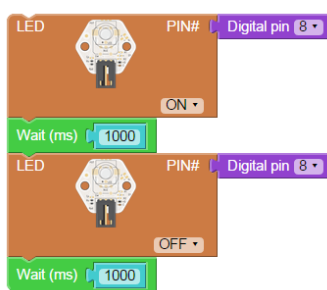 LED PIN# Digital pin 8
ON
Wait (ms) 1000
LED PIN# Digital pin 8
OFF
Wait (ms) 1000